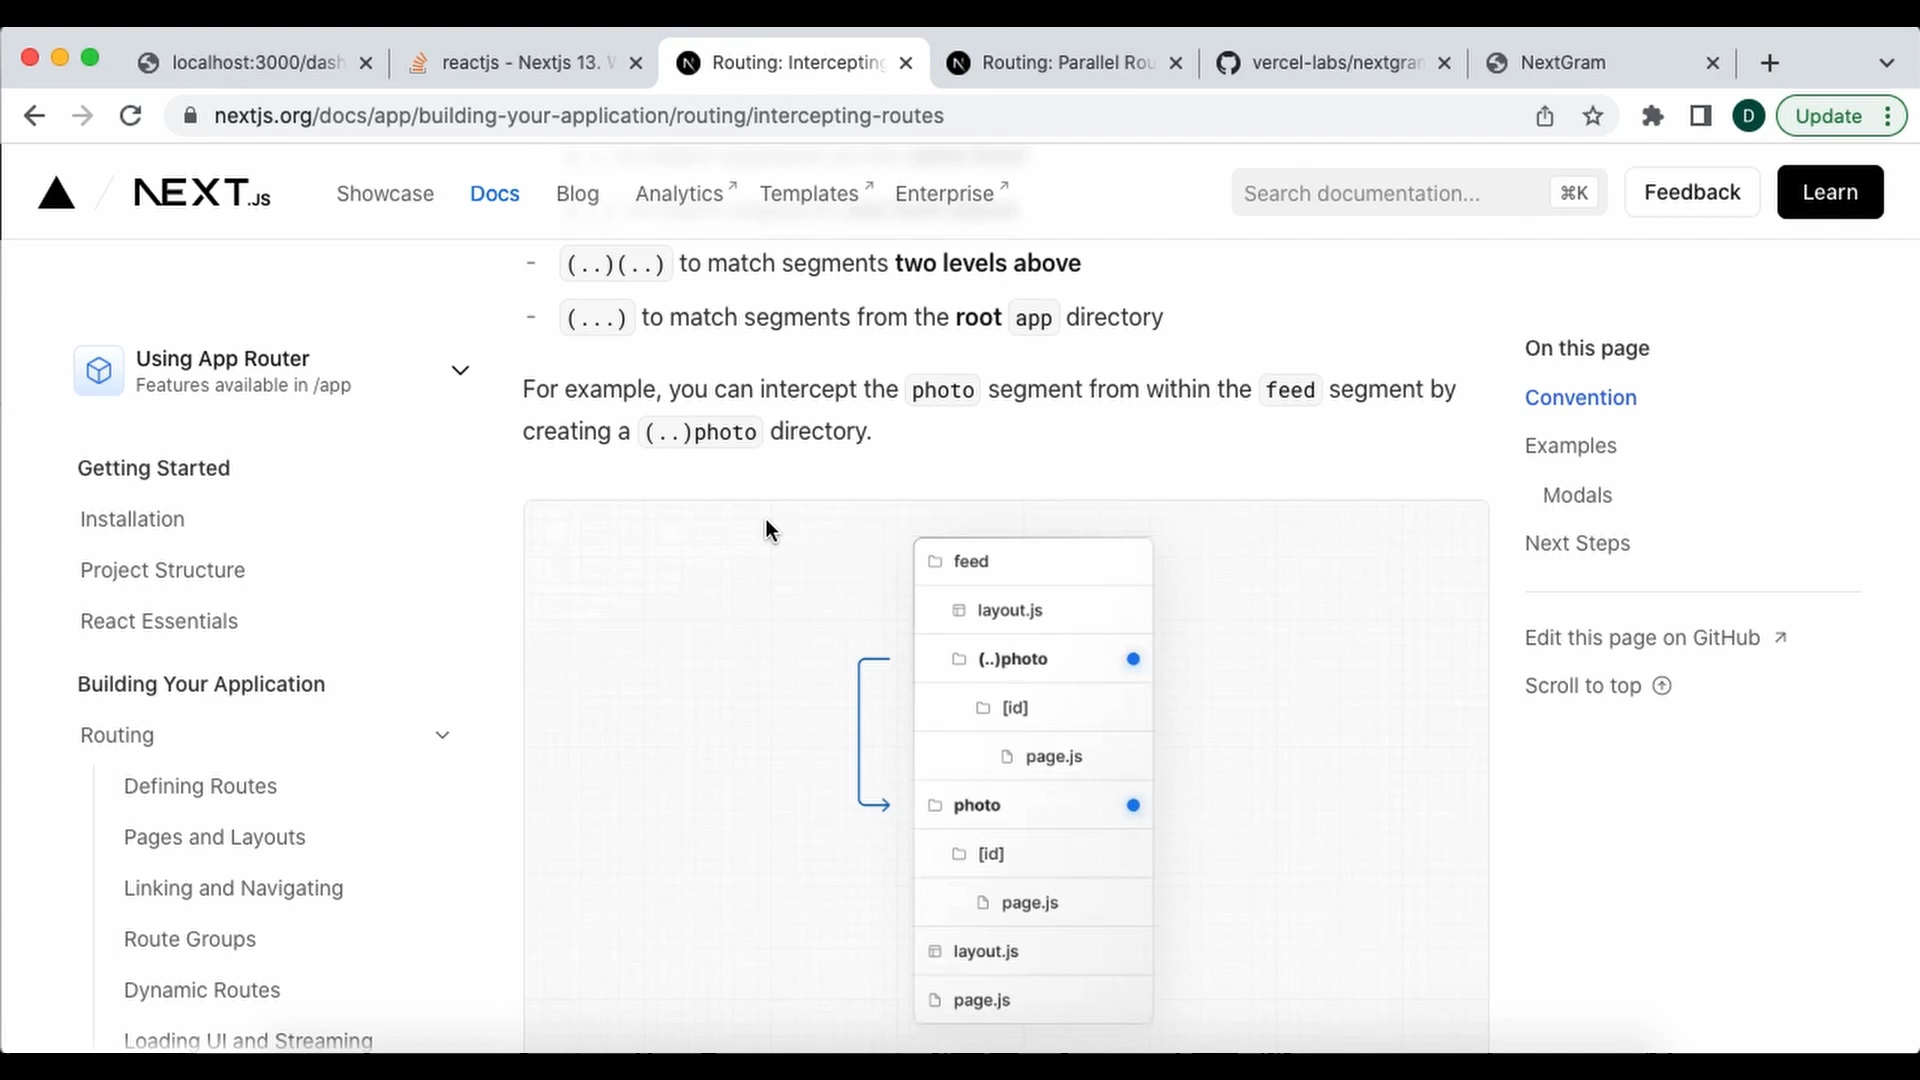 localhost:3000/dash
reactjs - Nextjs 13. W
Routing: Intercepting
Routing: Parallel Rou
vercel-labs/nextgram
NextGram
nextjs.org/docs/app/building-your-application/routing/intercepting-routes
D
Update
NEXT.JS
Showcase
Docs
Blog
Analytics
Templates
Enterprise
Search documentation...
⌘K
Feedback
Learn
Using App Router
Features available in /app
Getting Started
Installation
Project Structure
React Essentials
Building Your Application
Routing
Defining Routes
Pages and Layouts
Linking and Navigating
Route Groups
Dynamic Routes
Loading UI and Streaming
- (..)(..) to match segments two levels above
- (...) to match segments from the root app directory
For example, you can intercept the photo segment from within the feed segment by
creating a (..)photo directory.
feed
layout.js
(..)photo
[id]
page.js
photo
[id]
page.js
layout.js
page.js
On this page
Convention
Examples
Modals
Next Steps
Edit this page on GitHub
Scroll to top